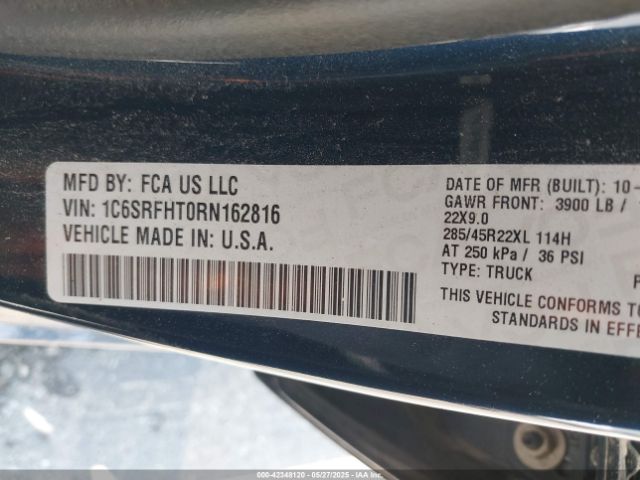 MFD BY: FCA US LLC
VIN: 1C6SRFHT0RN162816
VEHICLE MADE IN: U.S.A.
DATE OF MFR (BUILT): 10-
GAWR FRONT: 3900 LB /
22X9.0
285/45R22XL 114H
AT 250 kPa / 36 PSI
TYPE: TRUCK
THIS VEHICLE CONFORMS TO
STANDARDS IN EFFE
000-42348120 - 05/27/2025 - IAA Inc.